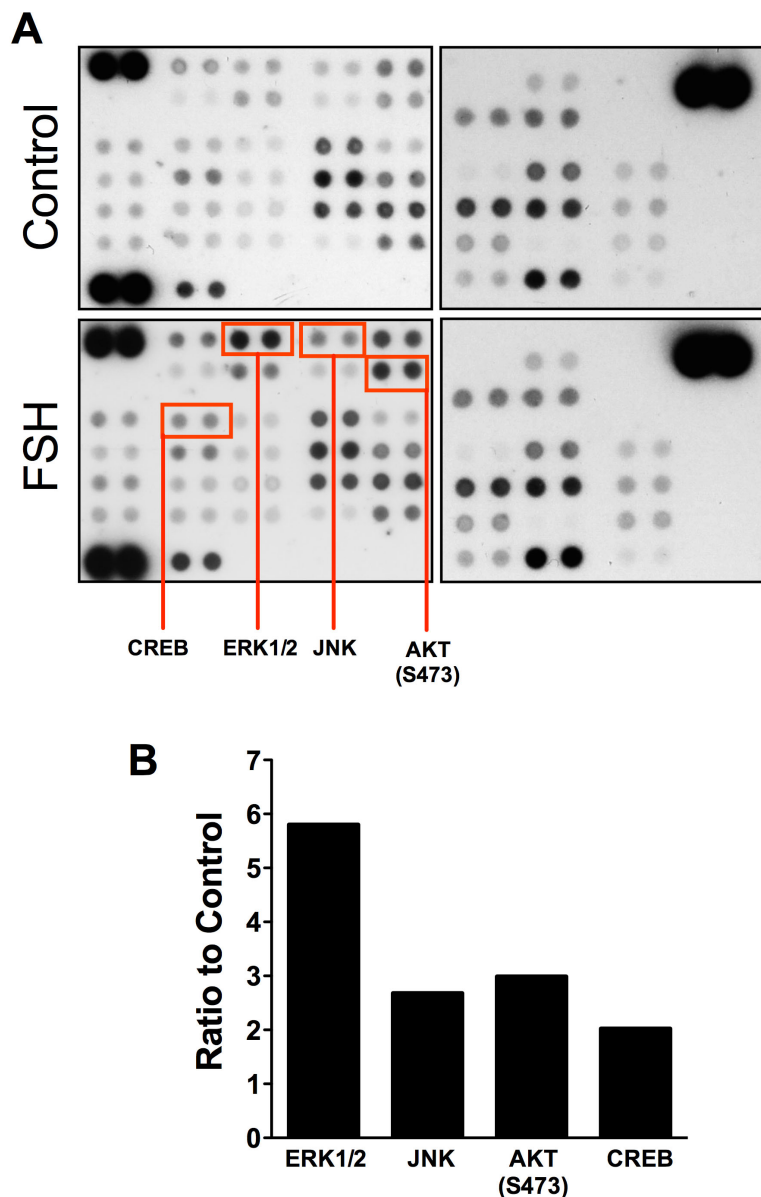 A
Control
FSH
CREB ERK1/2 JNK AKT
(S473)
B
Ratio to Control
7
6
5
4
3
2
1
0
ERK1/2 JNK AKT CREB
(S473)